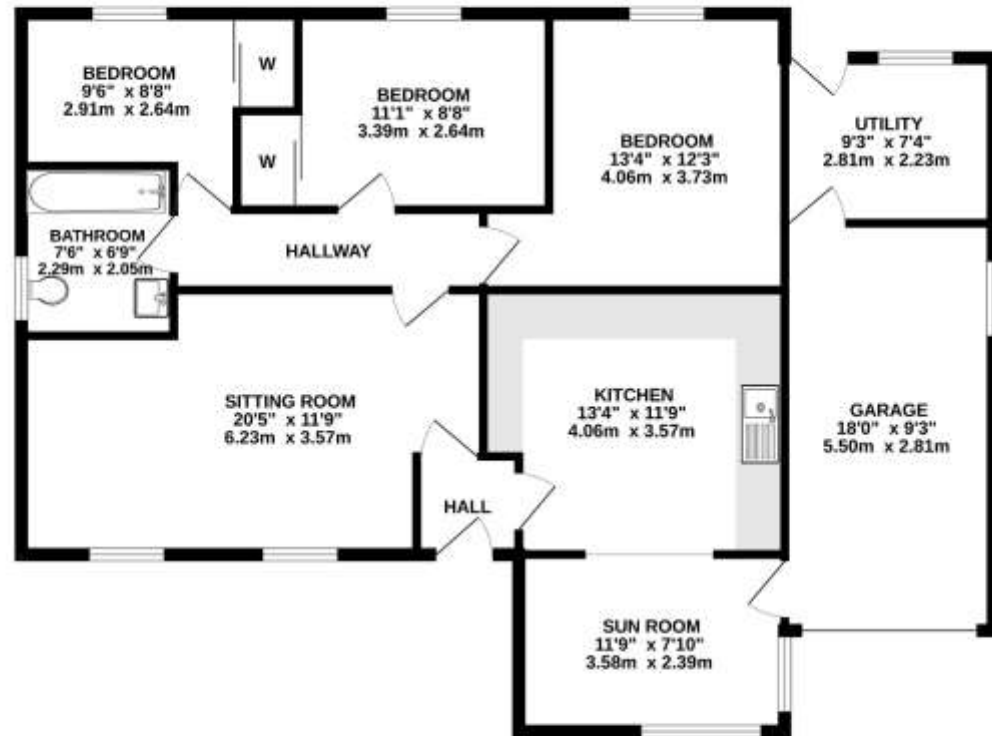 BEDROOM
9'6" x 8'8"
2.91m x 2.64m
W
BEDROOM
11'1" x 8'8"
3.39m x 2.64m
W
BEDROOM
13'4" x 12'3"
4.06m x 3.73m
UTILITY
9'3" x 7'4"
2.81m x 2.23m
BATHROOM
7'6" x 6'9"
2.29m x 2.05m
HALLWAY
SITTING ROOM
20'5" x 11'9"
6.23m x 3.57m
KITCHEN
13'4" x 11'9"
4.06m x 3.57m
GARAGE
18'0" x 9'3"
5.50m x 2.81m
HALL
SUN ROOM
11'9" x 7'10"
3.58m x 2.39m